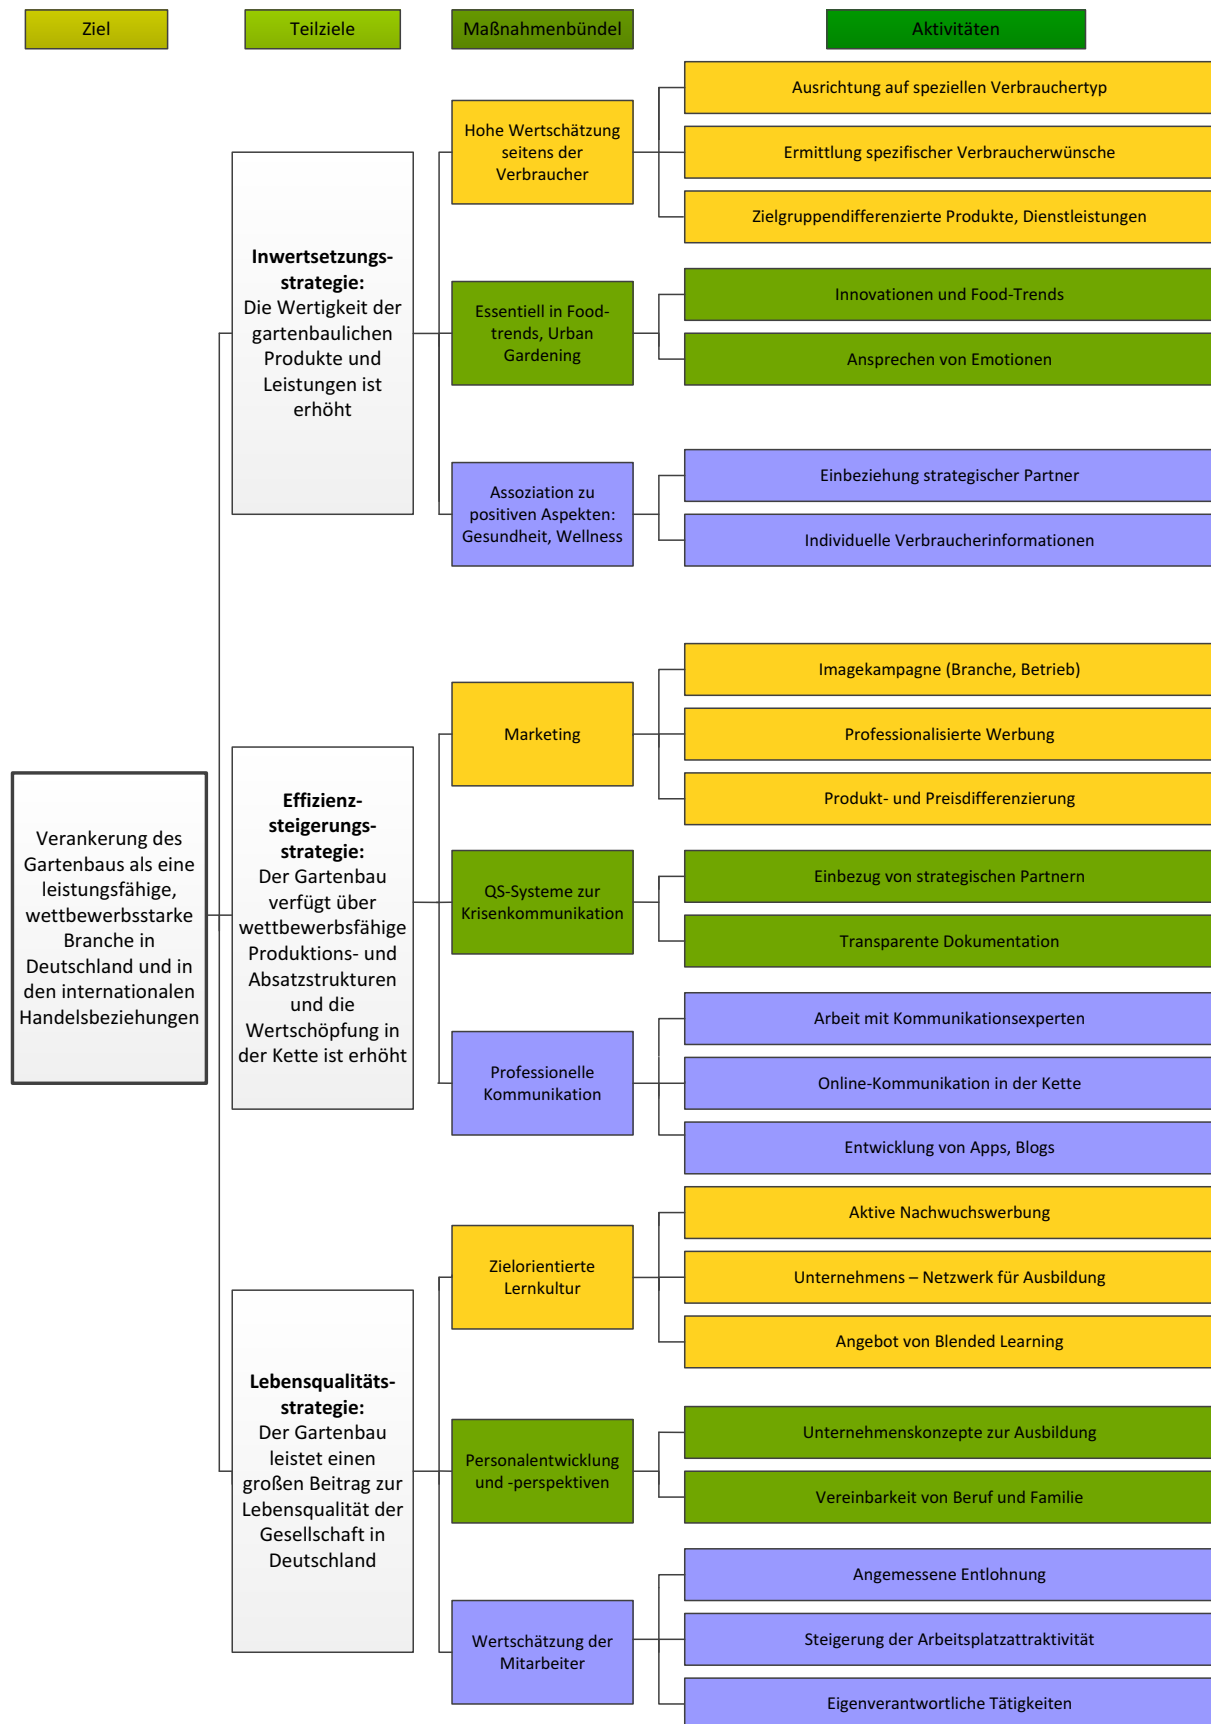 Ziel
Teilziele
Maßnahmenbündel
Aktivitäten
Verankerung des
Gartenbaus als eine
leistungsfähige,
wettbewerbsstarke
Branche in
Deutschland und in
den internationalen
Handelsbeziehungen
Inwertsetzungs-
strategie:
Die Wertigkeit der
gartenbaulichen
Produkte und
Leistungen ist
erhöht
Hohe Wertschätzung
seitens der
Verbraucher
Ausrichtung auf speziellen Verbrauchertyp
Ermittlung spezifischer Verbraucherwünsche
Zielgruppendifferenzierte Produkte, Dienstleistungen
Essentiell in Food-
trends, Urban
Gardening
Innovationen und Food-Trends
Ansprechen von Emotionen
Assoziation zu
positiven Aspekten:
Gesundheit, Wellness
Einbeziehung strategischer Partner
Individuelle Verbraucherinformationen
Effizienz-
steigerungs-
strategie:
Der Gartenbau
verfügt über
wettbewerbsfähige
Produktions- und
Absatzstrukturen
und die
Wertschöpfung in
der Kette ist erhöht
Marketing
Imagekampagne (Branche, Betrieb)
Professionalisierte Werbung
Produkt- und Preisdifferenzierung
QS-Systeme zur
Krisenkommunikation
Einbezug von strategischen Partnern
Transparente Dokumentation
Professionelle
Kommunikation
Arbeit mit Kommunikationsexperten
Online-Kommunikation in der Kette
Entwicklung von Apps, Blogs
Lebensqualitäts-
strategie:
Der Gartenbau
leistet einen
großen Beitrag zur
Lebensqualität der
Gesellschaft in
Deutschland
Zielorientierte
Lernkultur
Aktive Nachwuchswerbung
Unternehmens – Netzwerk für Ausbildung
Angebot von Blended Learning
Personalentwicklung
und -perspektiven
Unternehmenskonzepte zur Ausbildung
Vereinbarkeit von Beruf und Familie
Wertschätzung der
Mitarbeiter
Angemessene Entlohnung
Steigerung der Arbeitsplatzattraktivität
Eigenverantwortliche Tätigkeiten